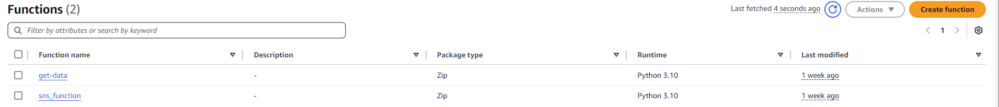 Functions (2)
Last fetched 4 seconds ago
Actions
Create function
Filter by attributes or search by keyword
1
Function name Description Package type Runtime Last modified
get-data - Zip Python 3.10 1 week ago
sns_function - Zip Python 3.10 1 week ago